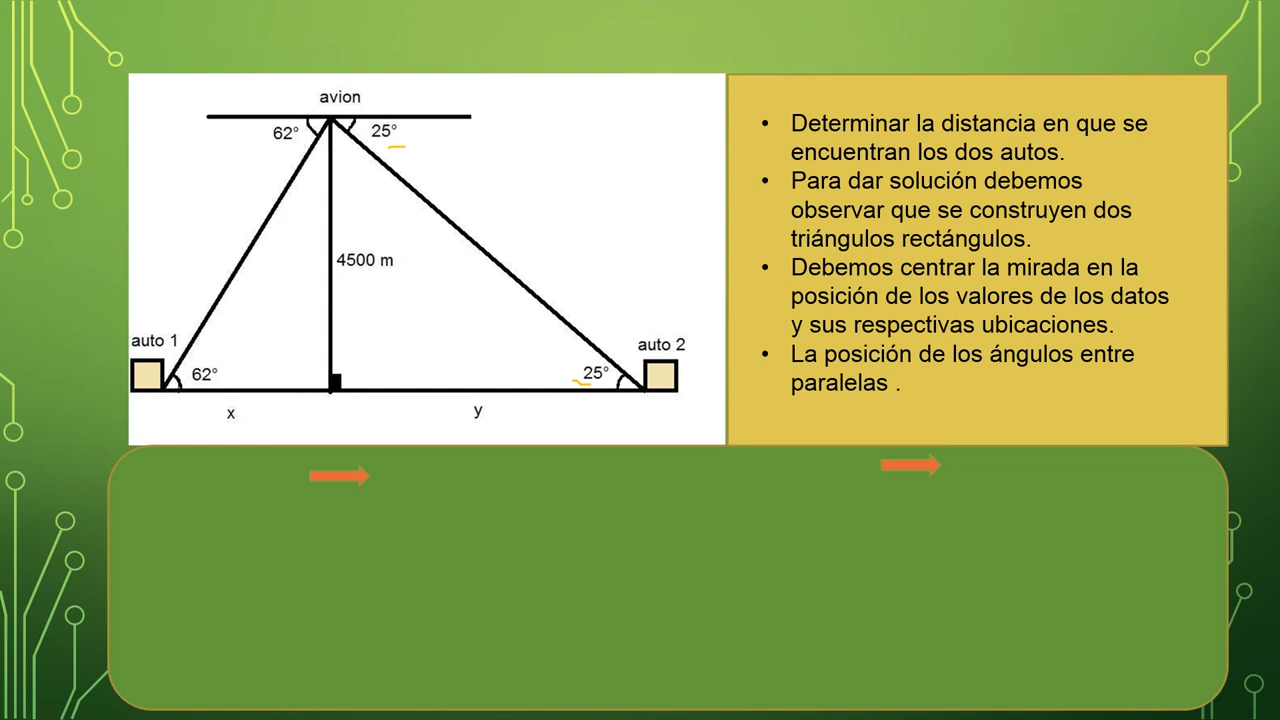 avion
62°
25°
4500 m
auto 1
auto 2
62°
25°
x
y
• Determinar la distancia en que se
encuentran los dos autos.
• Para dar solución debemos
observar que se construyen dos
triángulos rectángulos.
• Debemos centrar la mirada en la
posición de los valores de los datos
y sus respectivas ubicaciones.
• La posición de los ángulos entre
paralelas .